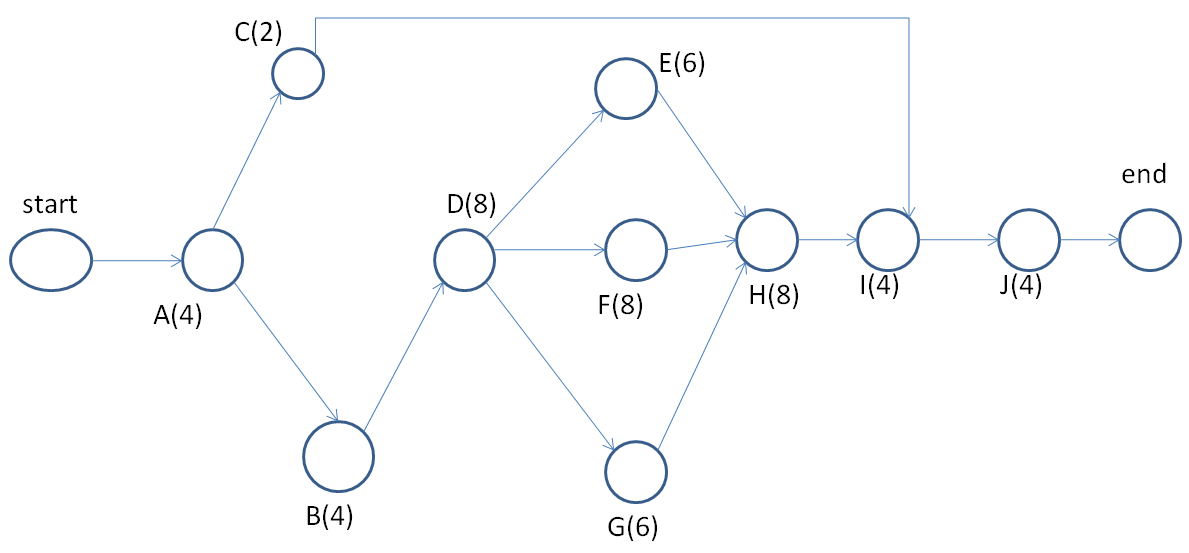 C(2)
E(6)
end
start
D(8)
A(4)
F(8)
H(8)
I(4)
J(4)
B(4)
G(6)